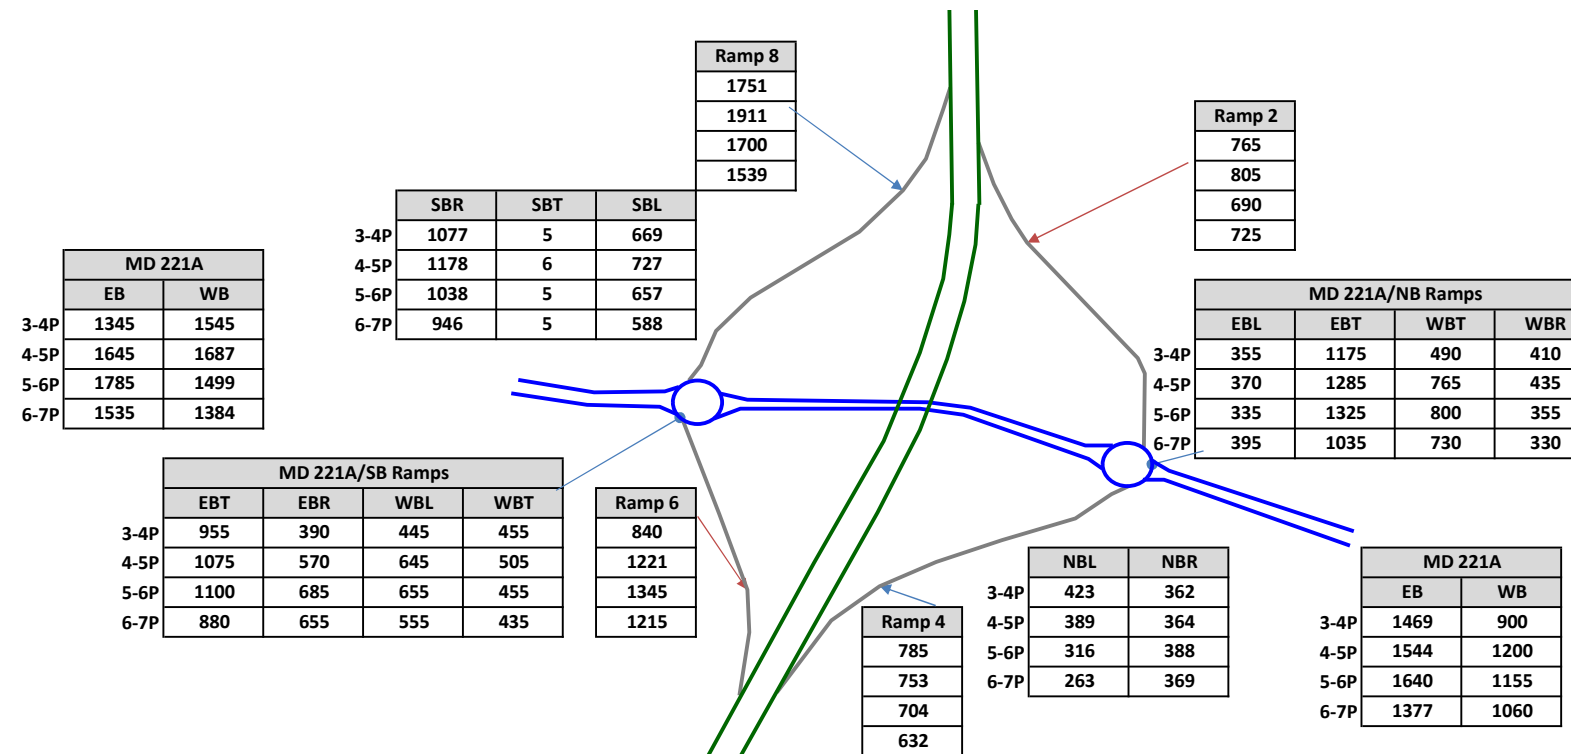 Ramp 8
1751
1911
1700
1539
Ramp 2
765
805
690
725
SBR SBT SBL
3-4P 1077 5 669
4-5P 1178 6 727
5-6P 1038 5 657
6-7P 946 5 588
MD 221A
EB WB
3-4P 1345 1545
4-5P 1645 1687
5-6P 1785 1499
6-7P 1535 1384
MD 221A/NB Ramps
EBL EBT WBT WBR
3-4P 355 1175 490 410
4-5P 370 1285 765 435
5-6P 335 1325 800 355
6-7P 395 1035 730 330
MD 221A/SB Ramps
EBT EBR WBL WBT
3-4P 955 390 445 455
4-5P 1075 570 645 505
5-6P 1100 685 655 455
6-7P 880 655 555 435
Ramp 6
840
1221
1345
1215
Ramp 4
785
753
704
632
NBL NBR
3-4P 423 362
4-5P 389 364
5-6P 316 388
6-7P 263 369
MD 221A
EB WB
3-4P 1469 900
4-5P 1544 1200
5-6P 1640 1155
6-7P 1377 1060